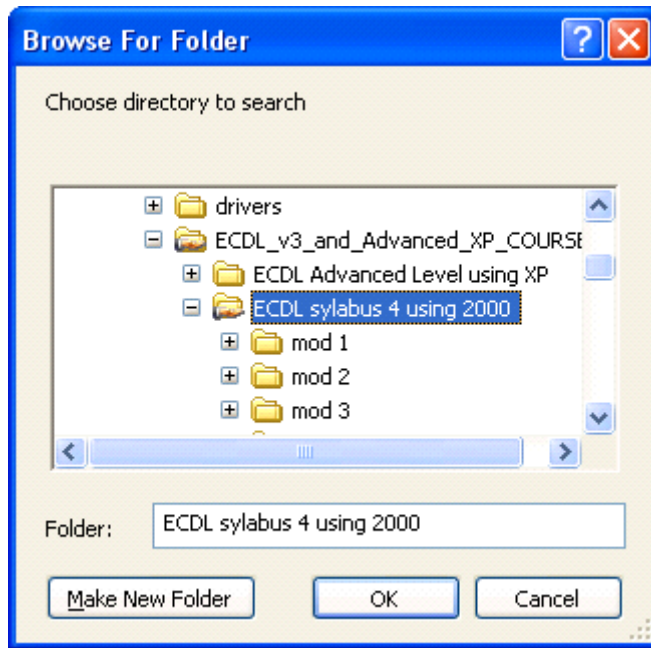 Browse For Folder
Choose directory to search
drivers
ECDL_v3_and_Advanced_XP_COURSE
ECDL Advanced Level using XP
ECDL sylabus 4 using 2000
mod 1
mod 2
mod 3
Folder: ECDL sylabus 4 using 2000
Make New Folder OK Cancel